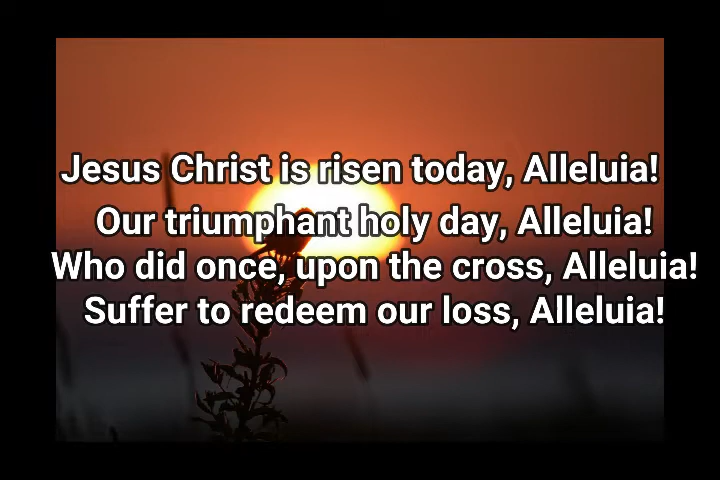 Jesus Christ is risen today, Alleluia!
Our triumphant holy day, Alleluia!
Who did once, upon the cross, Alleluia!
Suffer to redeem our loss, Alleluia!